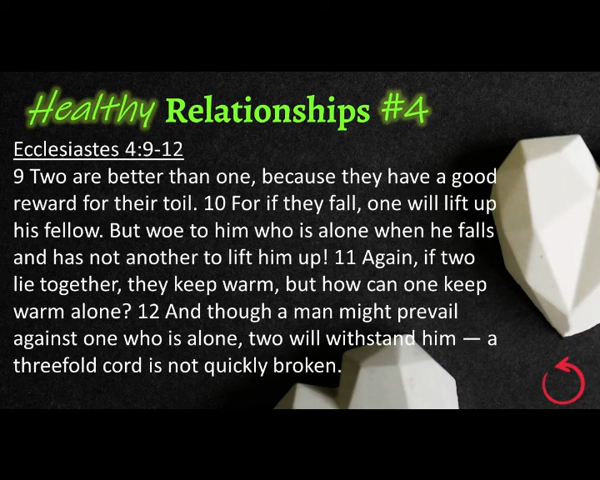 Healthy Relationships #4
Ecclesiastes 4:9-12
9 Two are better than one, because they have a good
reward for their toil. 10 For if they fall, one will lift up
his fellow. But woe to him who is alone when he falls
and has not another to lift him up! 11 Again, if two
lie together, they keep warm, but how can one keep
warm alone? 12 And though a man might prevail
against one who is alone, two will withstand him — a
threefold cord is not quickly broken.